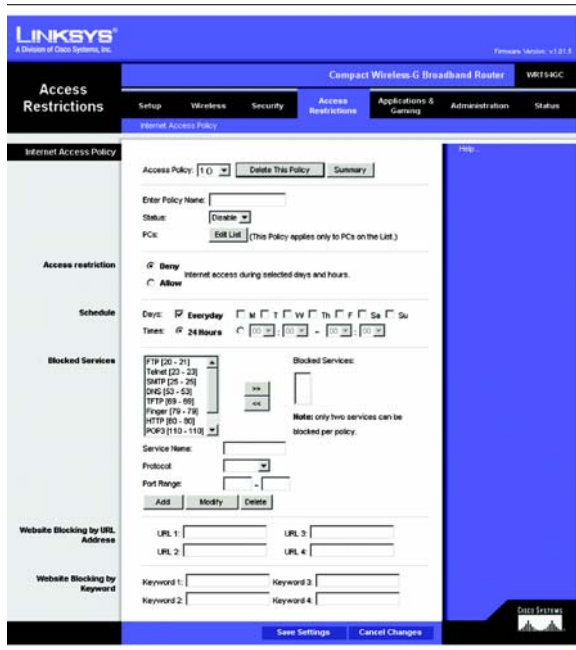 LINKSYS®
A Division of Cisco Systems, Inc.
Firmware Version: v1.01.5
Compact Wireless-G Broadband Router WRT54GC
Access Restrictions
Setup Wireless Security Access Restrictions Applications & Gaming Administration Status
Internet Access Policy
Internet Access Policy
Help...
Access Policy: 1 () Delete This Policy Summary
Enter Policy Name:
Status: Disable
PCs: Edit List (This Policy applies only to PCs on the List.)
Access restriction
Deny
Internet access during selected days and hours.
Allow
Schedule
Days: Everyday M T W Th F Sa Su
Times: 24 Hours 00 : 00 - 00 : 00
Blocked Services
FTP [20 - 21]
Telnet [23 - 23]
SMTP [25 - 25]
DNS [53 - 53]
TFTP [69 - 69]
Finger [79 - 79]
HTTP [80 - 80]
POP3 [110 - 110]
>>
<<
Blocked Services:
Note: only two services can be
blocked per policy.
Service Name:
Protocol:
Port Range: -
Add Modify Delete
Website Blocking by URL Address
URL 1: URL 3:
URL 2: URL 4:
Website Blocking by Keyword
Keyword 1: Keyword 3:
Keyword 2: Keyword 4:
Save Settings Cancel Changes
CISCO SYSTEMS